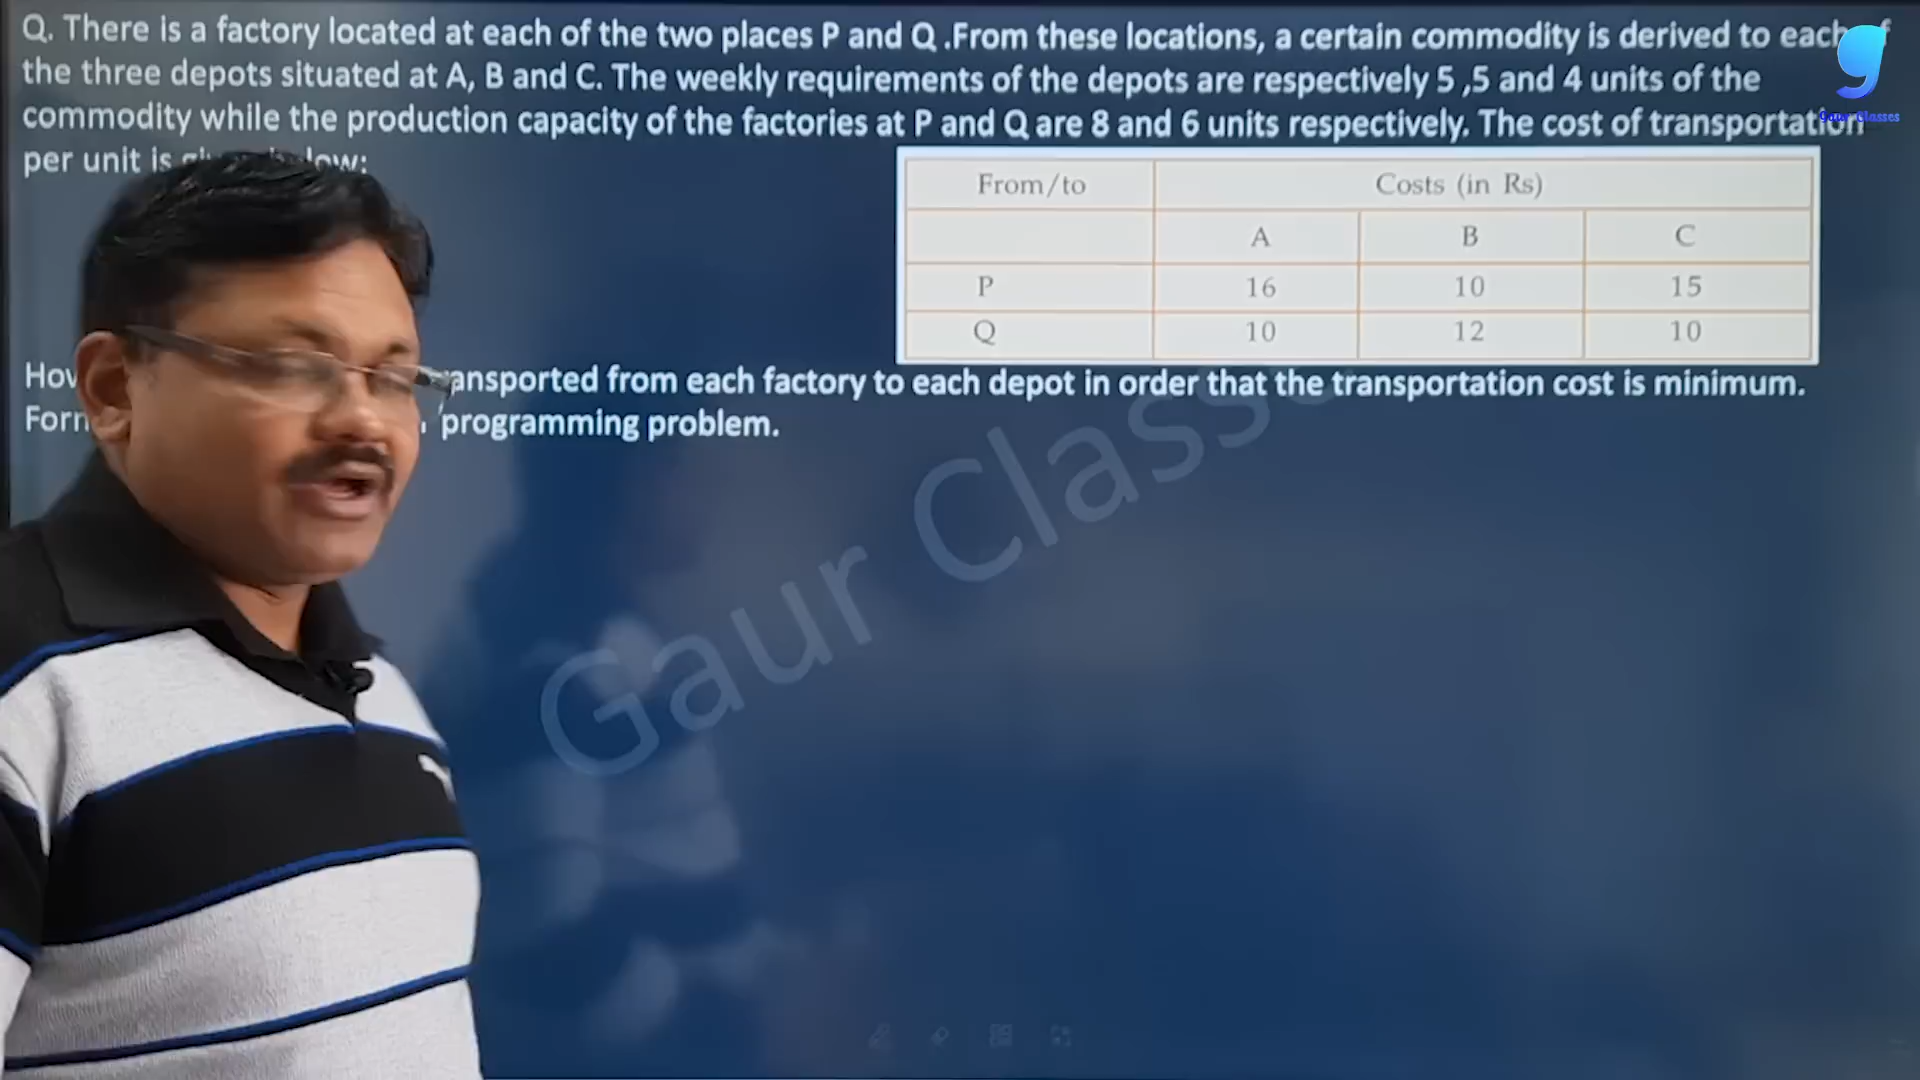 Q. There is a factory located at each of the two places P and Q .From these locations, a certain commodity is derived to each of
the three depots situated at A, B and C. The weekly requirements of the depots are respectively 5 ,5 and 4 units of the
commodity while the production capacity of the factories at P and Q are 8 and 6 units respectively. The cost of transportation
per unit is
From/to Costs (in Rs)
A B C
P 16 10 15
Q 10 12 10
transported from each factory to each depot in order that the transportation cost is minimum.
programming problem.
Gaur Classes
Gaur Classes